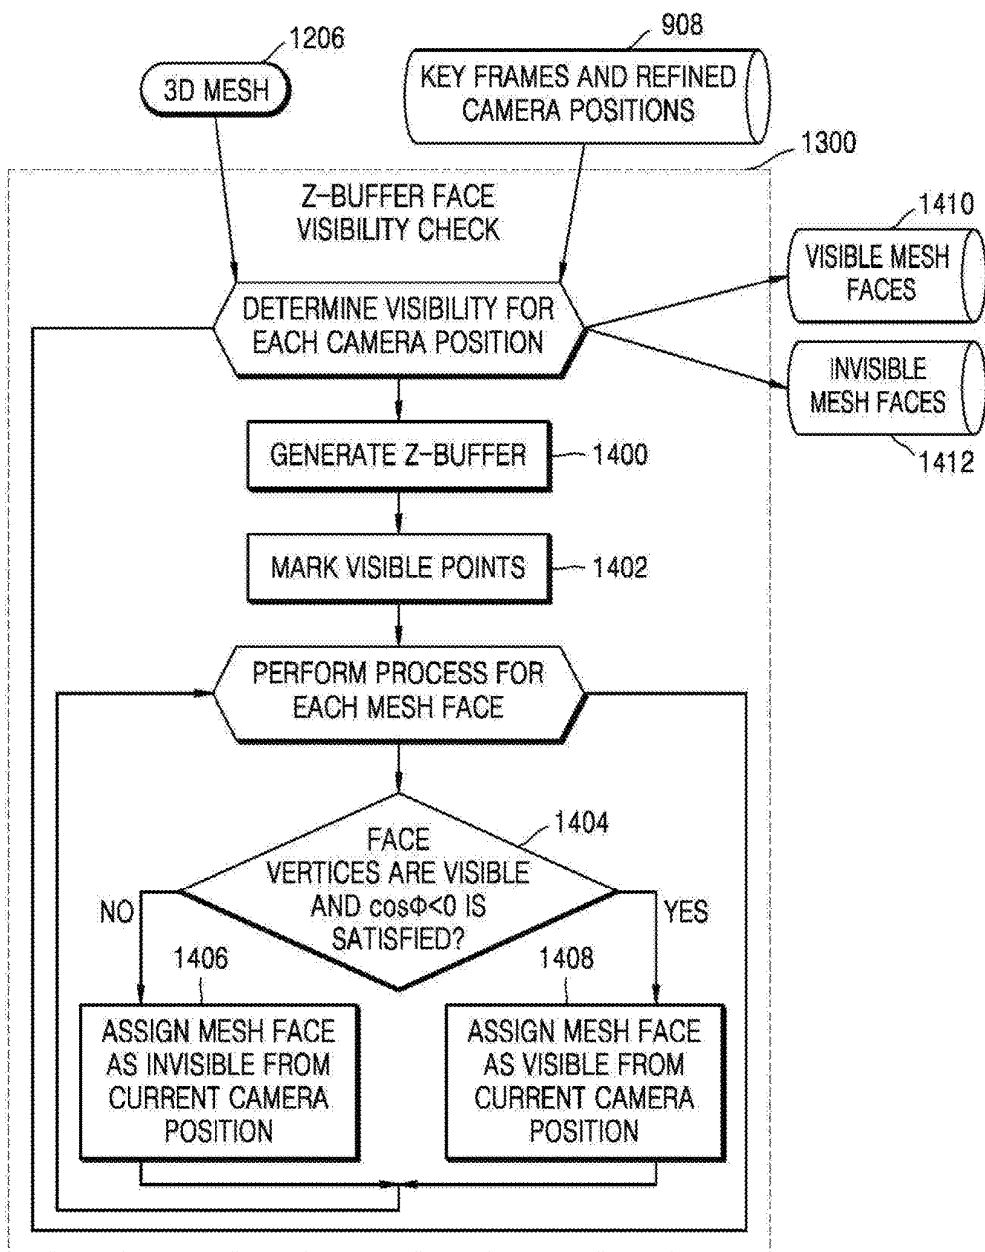 1206
908
3D MESH
KEY FRAMES AND REFINED
CAMERA POSITIONS
1300
Z-BUFFER FACE
VISIBILITY CHECK
1410
VISIBLE MESH
FACES
DETERMINE VISIBILITY FOR
EACH CAMERA POSITION
INVISIBLE
MESH FACES
1412
GENERATE Z-BUFFER
1400
MARK VISIBLE POINTS
1402
PERFORM PROCESS FOR
EACH MESH FACE
1404
FACE
VERTICES ARE VISIBLE
AND cosΦ<0 IS
SATISFIED?
NO
YES
1406
1408
ASSIGN MESH FACE
AS INVISIBLE FROM
CURRENT CAMERA
POSITION
ASSIGN MESH FACE
AS VISIBLE FROM
CURRENT CAMERA
POSITION